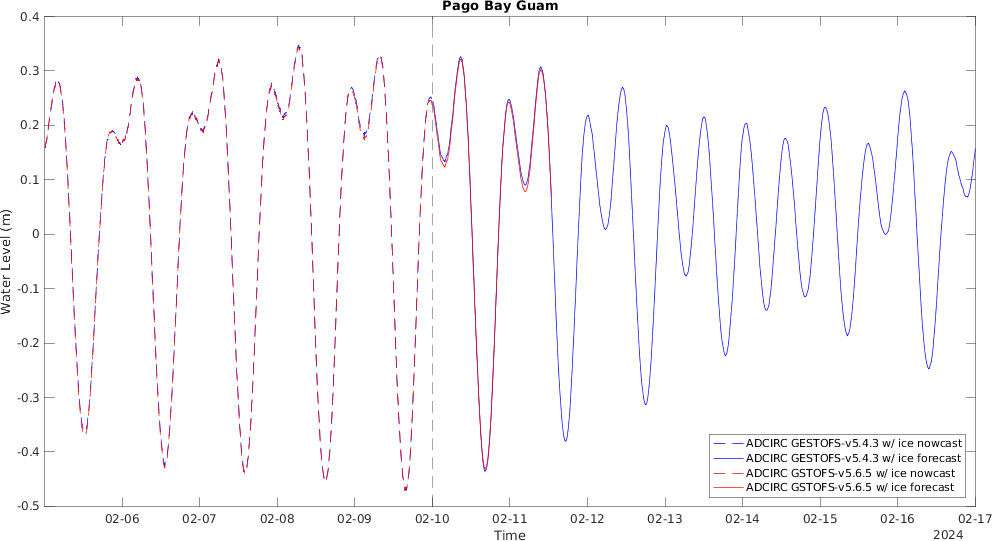 Pago Bay Guam
0.4
0.3
0.2
0.1
0
-0.1
-0.2
-0.3
-0.4
-0.5
Water Level (m)
02-06 02-07 02-08 02-09 02-10 02-11 02-12 02-13 02-14 02-15 02-16 02-17
Time
2024
ADCIRC GESTOFS-v5.4.3 w/ ice nowcast
ADCIRC GESTOFS-v5.4.3 w/ ice forecast
ADCIRC GSTOFS-v5.6.5 w/ ice nowcast
ADCIRC GSTOFS-v5.6.5 w/ ice forecast